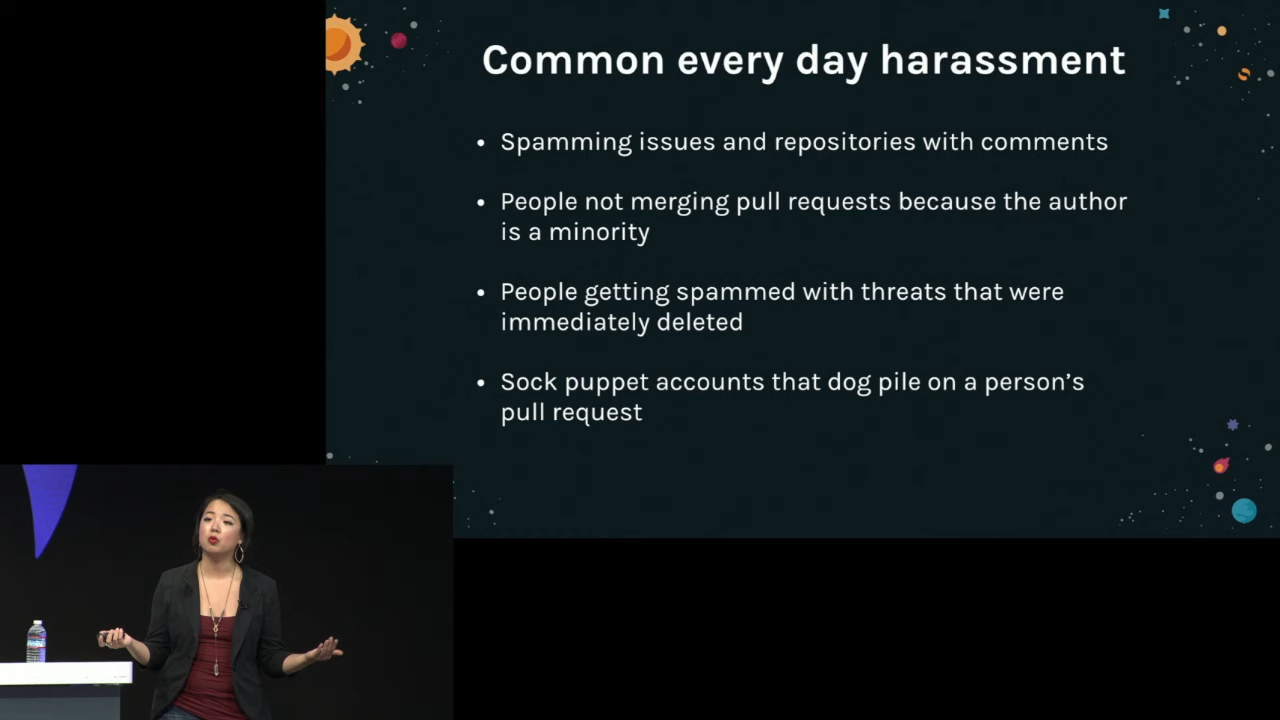 Common every day harassment
• Spamming issues and repositories with comments
• People not merging pull requests because the author
is a minority
• People getting spammed with threats that were
immediately deleted
• Sock puppet accounts that dog pile on a person’s
pull request